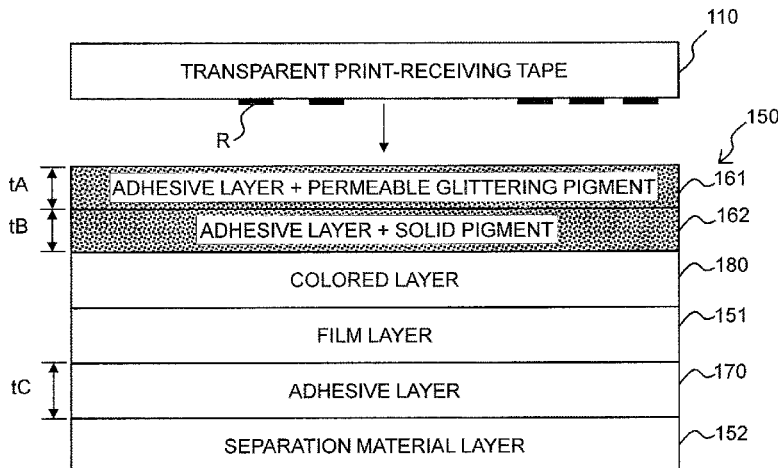 110
TRANSPARENT PRINT-RECEIVING TAPE
R
150
tA
ADHESIVE LAYER + PERMEABLE GLITTERING PIGMENT
161
tB
ADHESIVE LAYER + SOLID PIGMENT
162
COLORED LAYER
180
FILM LAYER
151
tC
ADHESIVE LAYER
170
SEPARATION MATERIAL LAYER
152